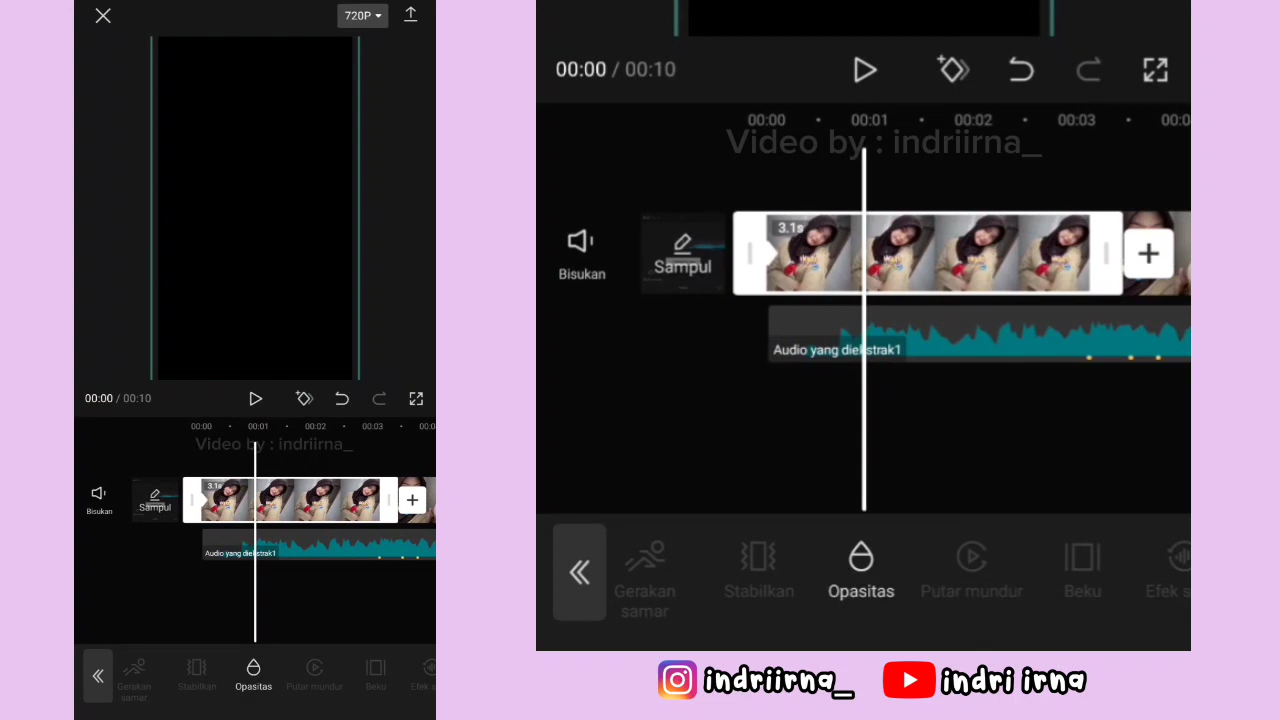 720P
00:00 / 00:10
00:00 00:01 00:02 00:03 00:0
Video by : indriirna_
3.1s
Bisukan
Sampul
Audio yang diekstrak1
Gerakan samar
Stabilkan
Opasitas
Putar mundur
Beku
Efek s
00:00 / 00:10
00:00 00:01 00:02 00:03 00:0
Video by : indriirna_
3.1s
Bisukan
Sampul
Audio yang diekstrak1
Gerakan
samar
Stabilkan
Opasitas
Putar mundur
Beku
Efek s
indriirna_
indri irna